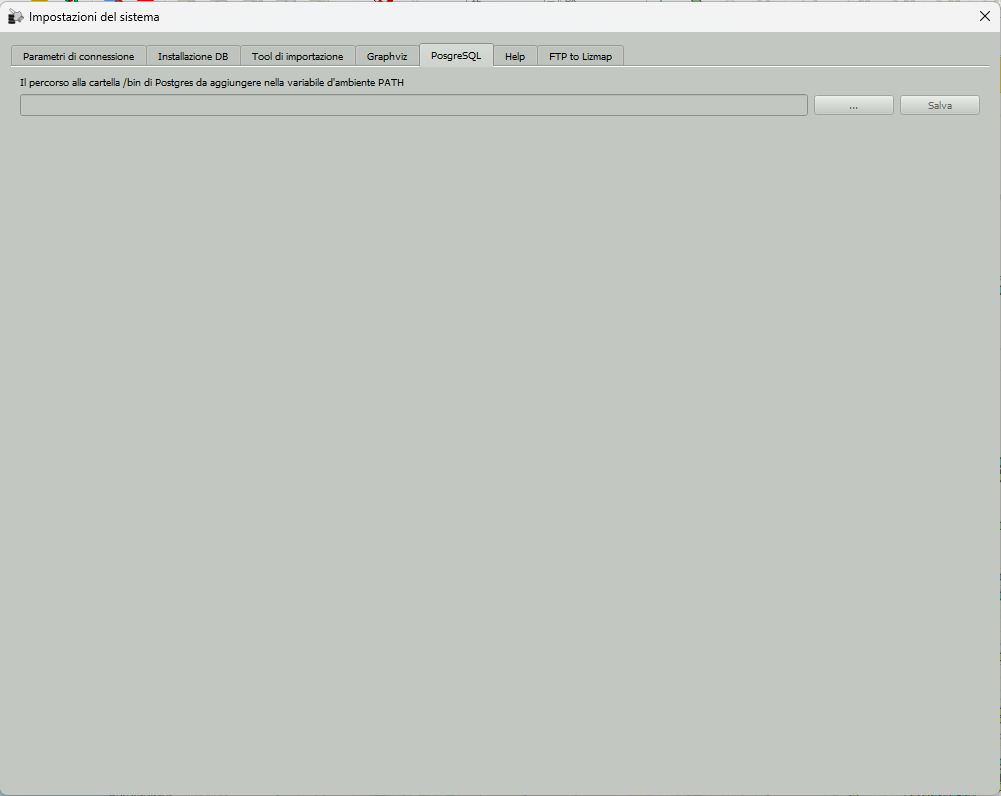 Impostazioni del sistema
Parametri di connessione Installazione DB Tool di importazione Graphviz PosgreSQL Help FTP to Lizmap
Il percorso alla cartella /bin di Postgres da aggiungere nella variabile d'ambiente PATH
... Salva